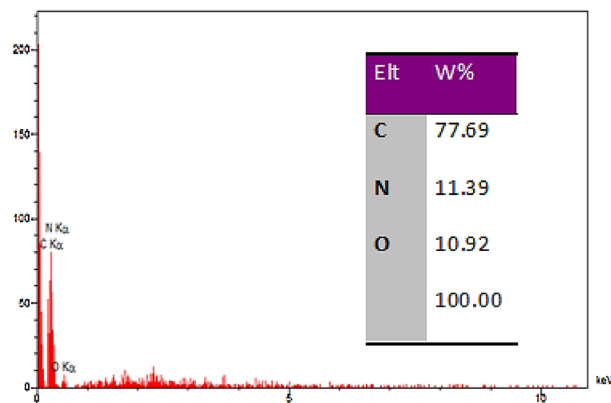 200
150
100
50
0
N Kα
C Kα
O Kα
0
5
10
keV
Elt W%
C 77.69
N 11.39
O 10.92
100.00